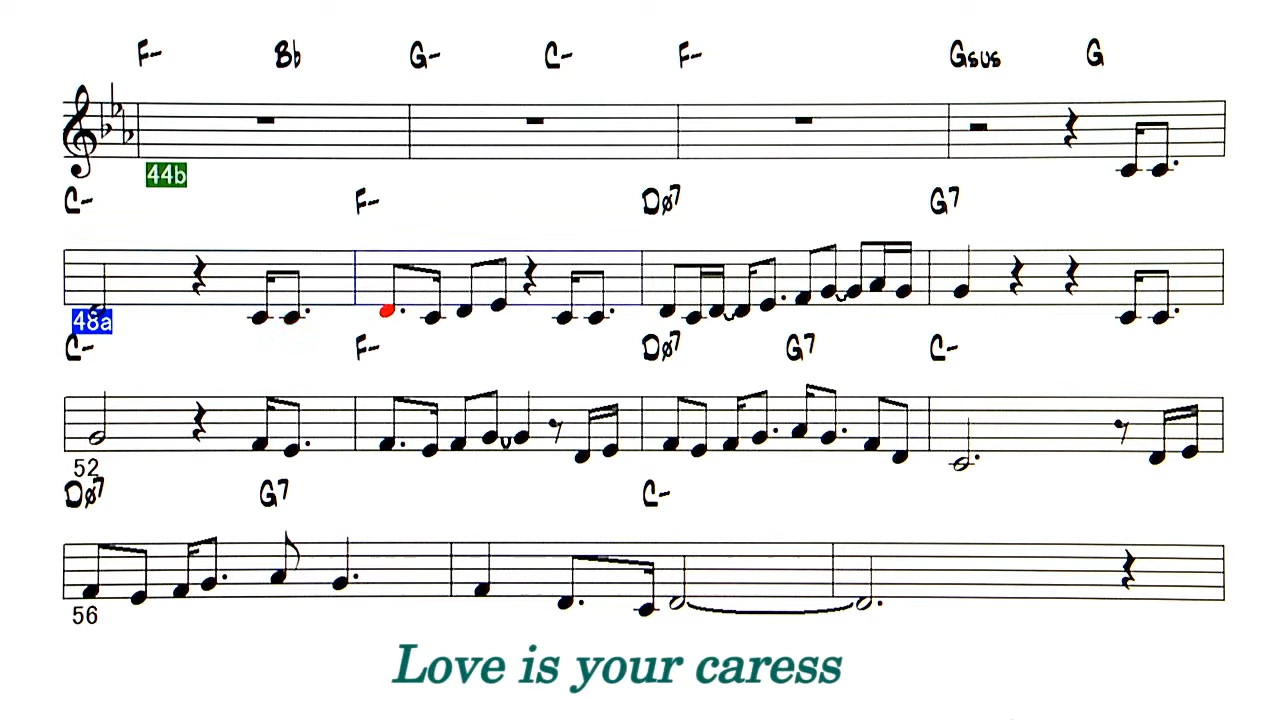 F- Bb G- C- F- Gsus G
44b
C- F- Dø7 G7
48a
C- F- Dø7 G7 C-
52
Dø7 G7 C-
56
Love is your caress